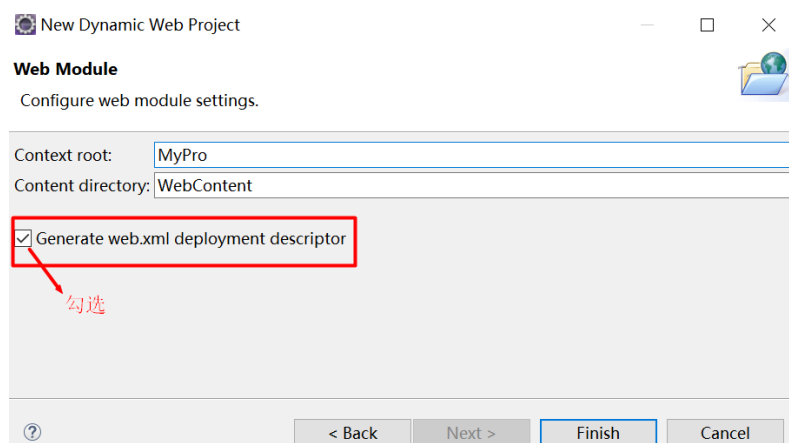 New Dynamic Web Project
Web Module
Configure web module settings.
Context root: MyPro
Content directory: WebContent
Generate web.xml deployment descriptor
勾选
< Back Next > Finish Cancel